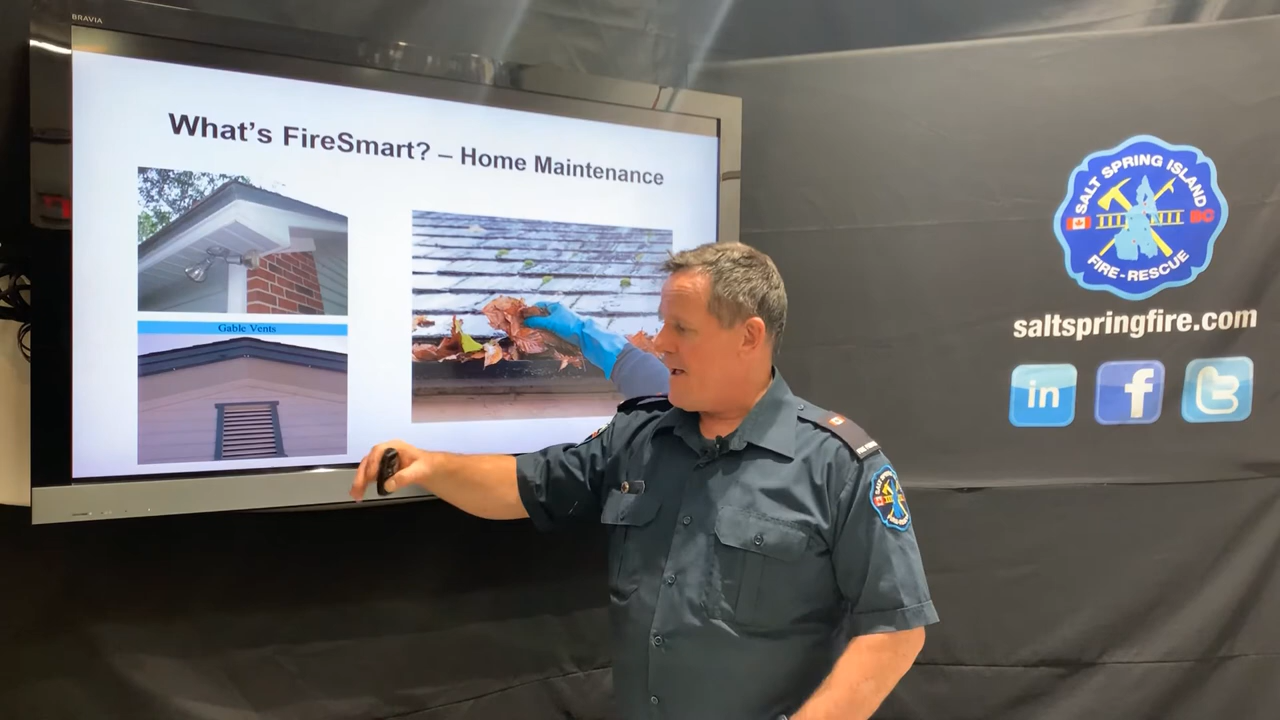 BRAVIA
What's FireSmart? – Home Maintenance
Gable Vents
SALT SPRING ISLAND
BC
FIRE-RESCUE
saltspringfire.com
in
f
t